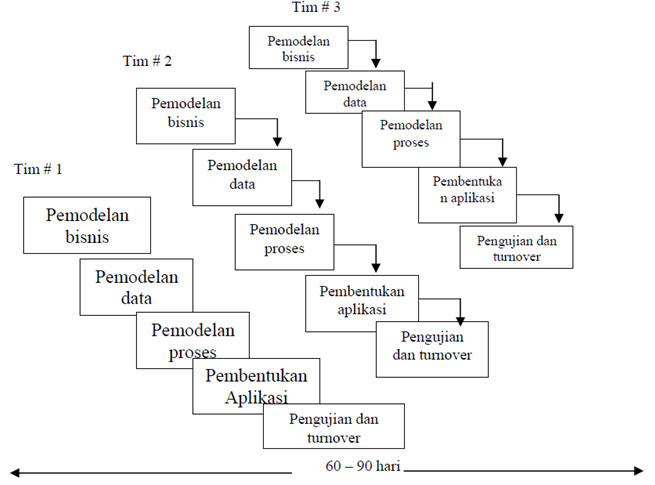 Tim # 3
Pemodelan
bisnis
Pemodelan
data
Pemodelan
proses
Pembentuka
n aplikasi
Pengujian dan
turnover
Tim # 2
Pemodelan
bisnis
Pemodelan
data
Pemodelan
proses
Pembentukan
aplikasi
Pengujian
dan turnover
Tim # 1
Pemodelan
bisnis
Pemodelan
data
Pemodelan
proses
Pembentukan
Aplikasi
Pengujian dan
turnover
60 – 90 hari